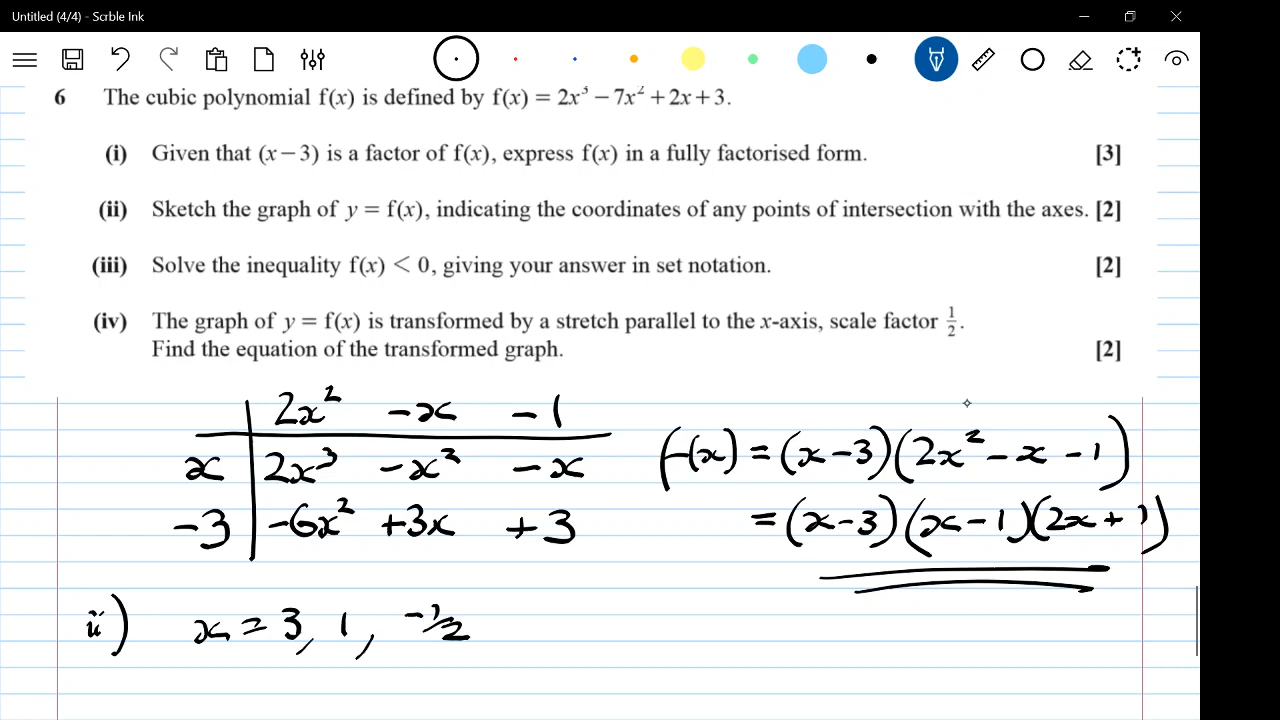 Untitled (4/4) - Scrble Ink
6 The cubic polynomial f(x) is defined by f(x) = 2x³ − 7x² + 2x + 3.
(i) Given that (x − 3) is a factor of f(x), express f(x) in a fully factorised form. [3]
(ii) Sketch the graph of y = f(x), indicating the coordinates of any points of intersection with the axes. [2]
(iii) Solve the inequality f(x) < 0, giving your answer in set notation. [2]
(iv) The graph of y = f(x) is transformed by a stretch parallel to the x-axis, scale factor 1/2.
Find the equation of the transformed graph. [2]
2x² −x −1
x 2x³ −x² −x
−3 −6x² +3x +3
f(x) = (x−3)(2x² − x − 1)
= (x−3)(x−1)(2x+1)
ii) x = 3, 1, −1/2